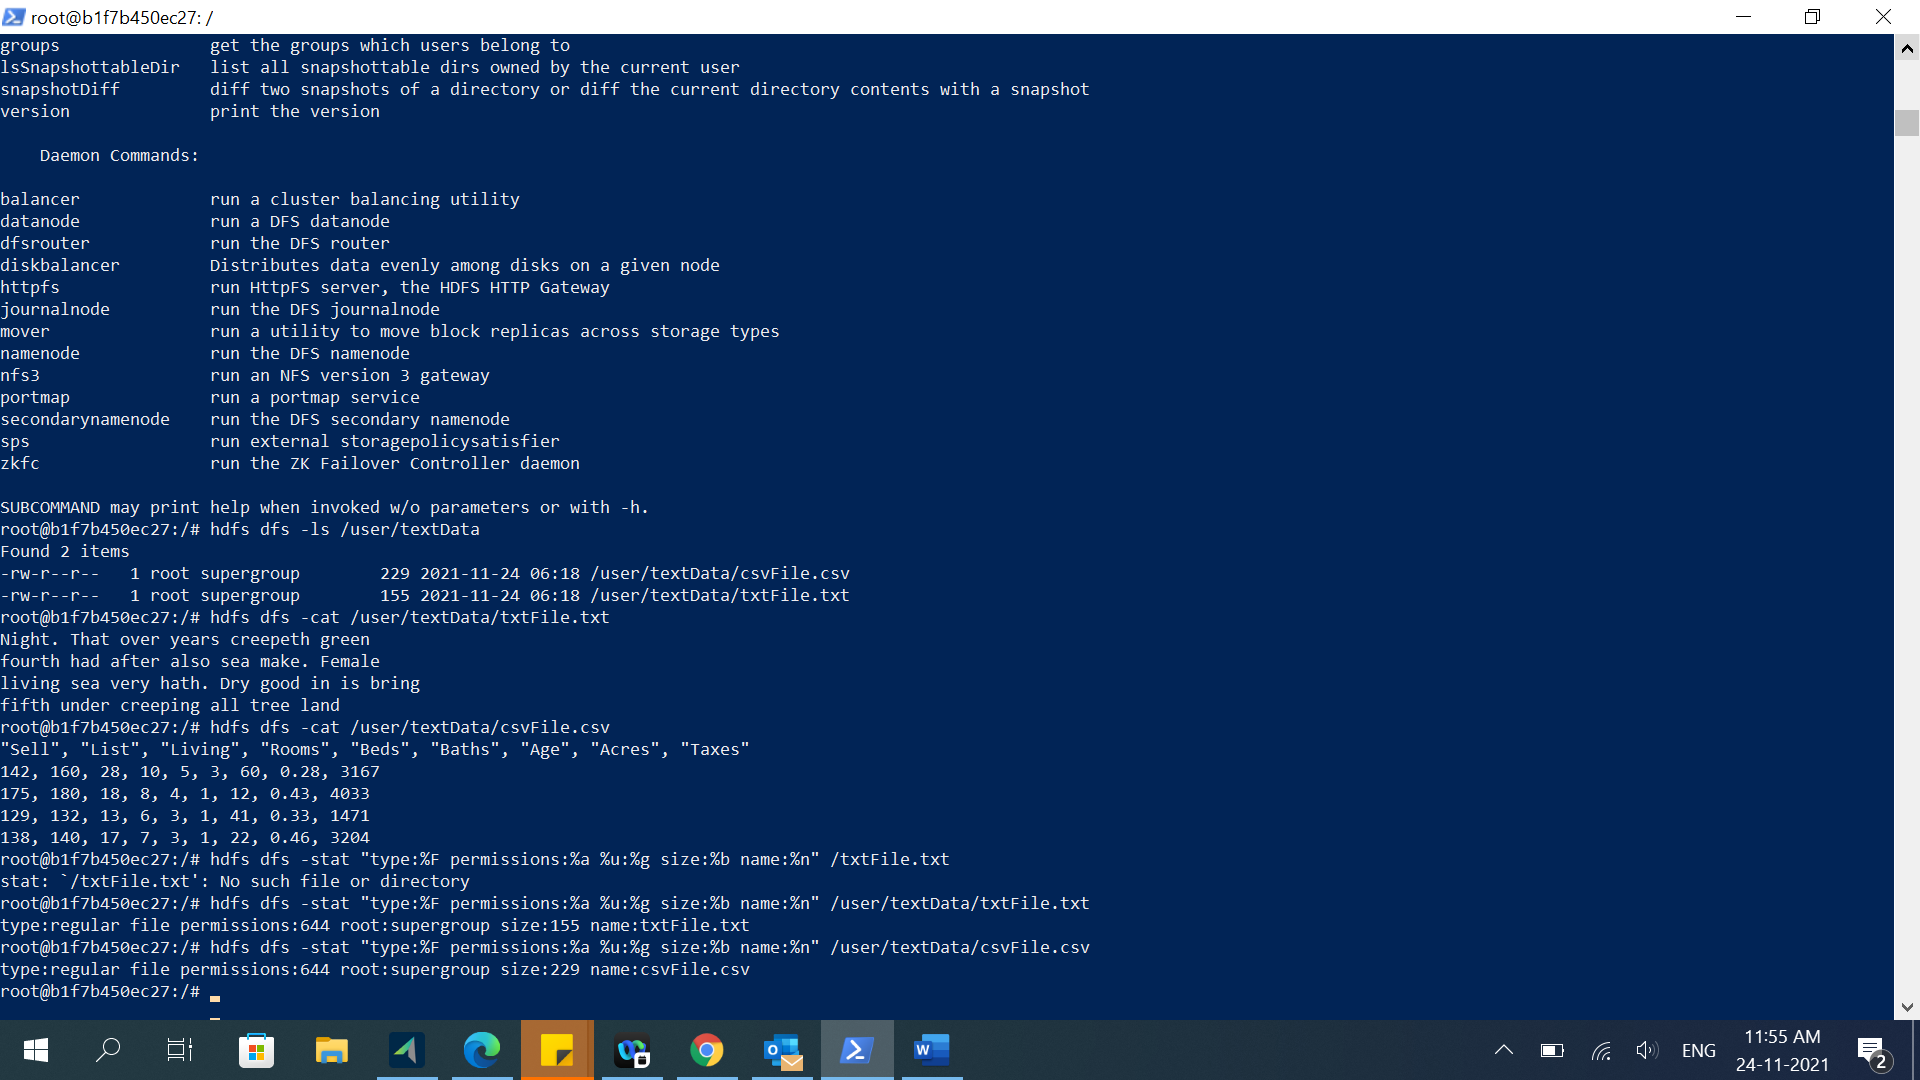 root@b1f7b450ec27: /
groups               get the groups which users belong to
lsSnapshottableDir   list all snapshottable dirs owned by the current user
snapshotDiff         diff two snapshots of a directory or diff the current directory contents with a snapshot
version              print the version
    Daemon Commands:
balancer             run a cluster balancing utility
datanode             run a DFS datanode
dfsrouter            run the DFS router
diskbalancer         Distributes data evenly among disks on a given node
httpfs               run HttpFS server, the HDFS HTTP Gateway
journalnode          run the DFS journalnode
mover                run a utility to move block replicas across storage types
namenode             run the DFS namenode
nfs3                 run an NFS version 3 gateway
portmap              run a portmap service
secondarynamenode    run the DFS secondary namenode
sps                  run external storagepolicysatisfier
zkfc                 run the ZK Failover Controller daemon
SUBCOMMAND may print help when invoked w/o parameters or with -h.
root@b1f7b450ec27:/# hdfs dfs -ls /user/textData
Found 2 items
-rw-r--r--   1 root supergroup        229 2021-11-24 06:18 /user/textData/csvFile.csv
-rw-r--r--   1 root supergroup        155 2021-11-24 06:18 /user/textData/txtFile.txt
root@b1f7b450ec27:/# hdfs dfs -cat /user/textData/txtFile.txt
Night. That over years creepeth green
fourth had after also sea make. Female
living sea very hath. Dry good in is bring
fifth under creeping all tree land
root@b1f7b450ec27:/# hdfs dfs -cat /user/textData/csvFile.csv
"Sell", "List", "Living", "Rooms", "Beds", "Baths", "Age", "Acres", "Taxes"
142, 160, 28, 10, 5, 3, 60, 0.28, 3167
175, 180, 18, 8, 4, 1, 12, 0.43, 4033
129, 132, 13, 6, 3, 1, 41, 0.33, 1471
138, 140, 17, 7, 3, 1, 22, 0.46, 3204
root@b1f7b450ec27:/# hdfs dfs -stat "type:%F permissions:%a %u:%g size:%b name:%n" /txtFile.txt
stat: `/txtFile.txt': No such file or directory
root@b1f7b450ec27:/# hdfs dfs -stat "type:%F permissions:%a %u:%g size:%b name:%n" /user/textData/txtFile.txt
type:regular file permissions:644 root:supergroup size:155 name:txtFile.txt
root@b1f7b450ec27:/# hdfs dfs -stat "type:%F permissions:%a %u:%g size:%b name:%n" /user/textData/csvFile.csv
type:regular file permissions:644 root:supergroup size:229 name:csvFile.csv
root@b1f7b450ec27:/#
ENG
11:55 AM
24-11-2021
2